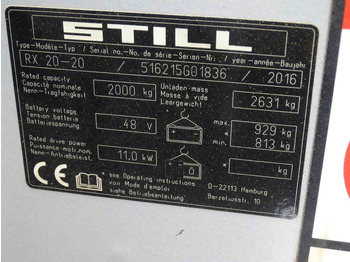 STILL
Type-Modèle-Typ / Serial no.-No. de série-Serien-Nr. / year-année-Baujahr
RX 20-20 / 516215G01836 / 2016
Rated capacity
Capacité nominale
Nenn-Tragfähigkeit
2000 kg
Unladen mass
Masse à vide
Leergewicht
2631 kg
Battery voltage
Tension batterie
Batteriespannung
48 V
max. 929 kg
min. 813 kg
Rated drive power
Puissance mot. nom.
Nenn-Antriebsleist.
11.0 kW
* kg
CE
* see Operating instructions
voir Mode d'emploi
siehe Betriebsanleitung
D-22113 Hamburg
Berzeliusstr. 10